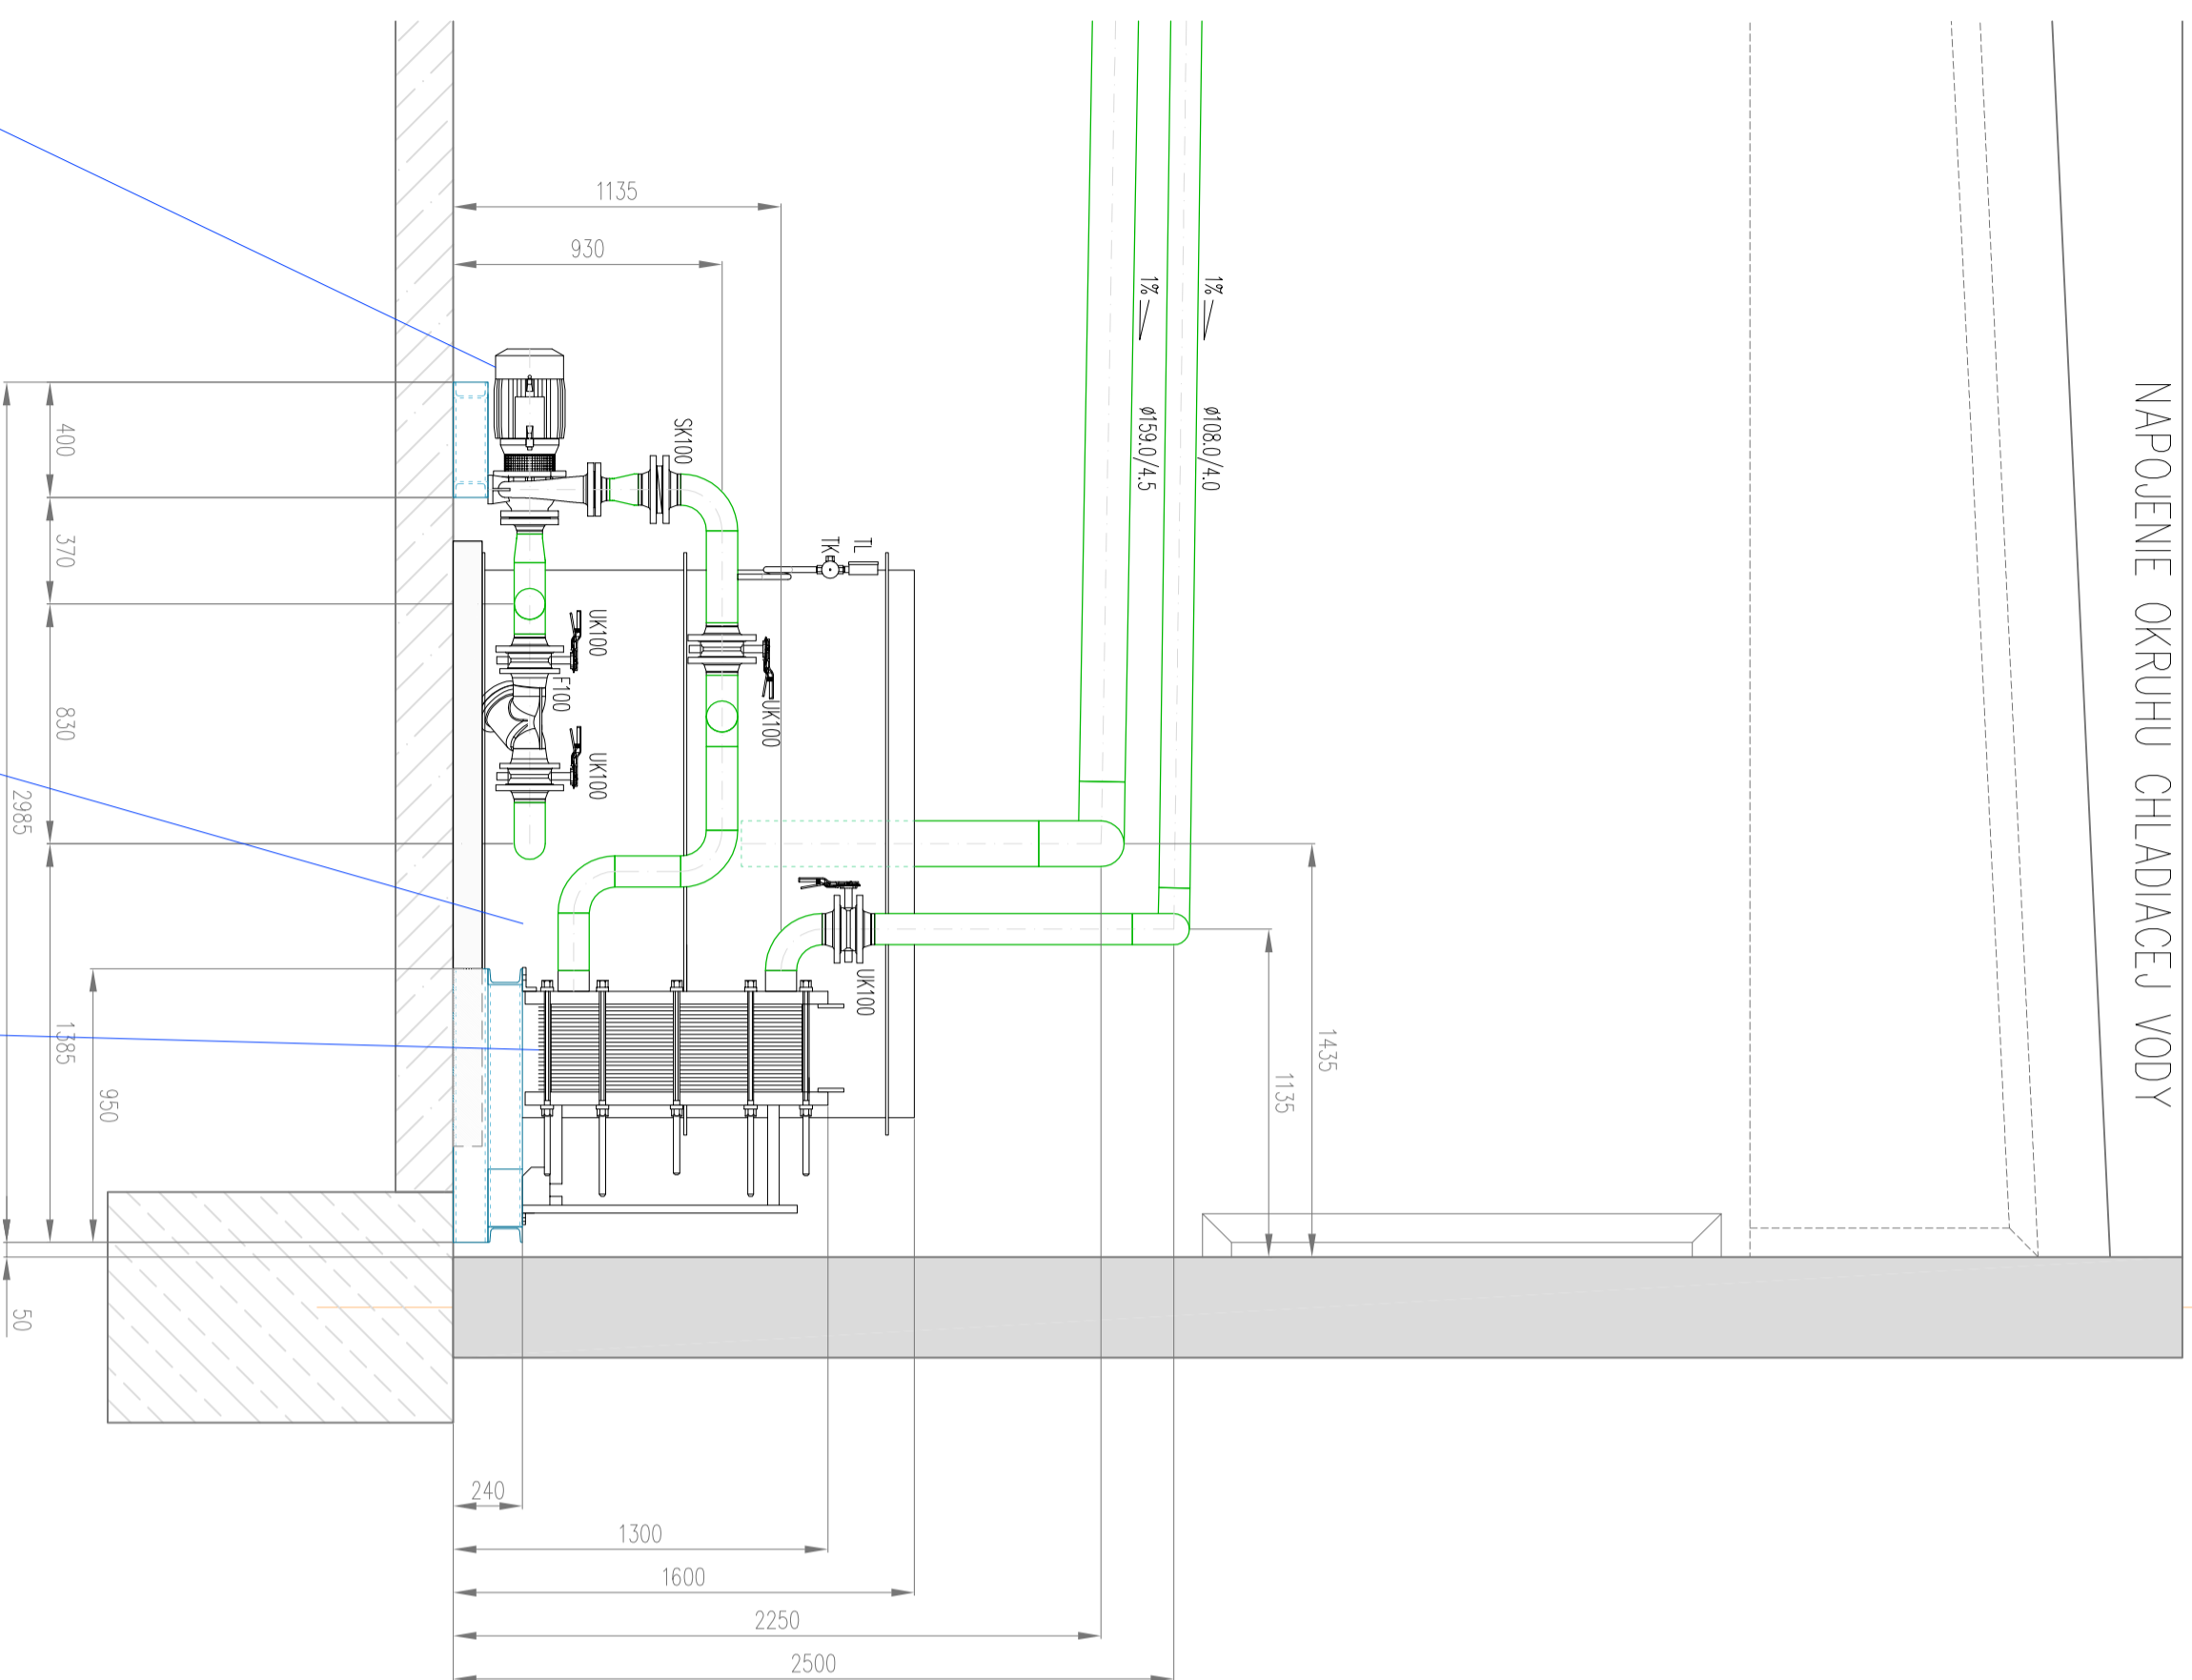 NAPOJENIE OKRUHU CHLADIACEJ VODY
1%
ø108.0/4.0
1%
ø159.0/4.5
1435
1135
1135
930
SK100
TL
TK
UK100
UK100
UK100
UK100
F100
400
370
830
1385
950
2985
50
240
1300
1600
2250
2500